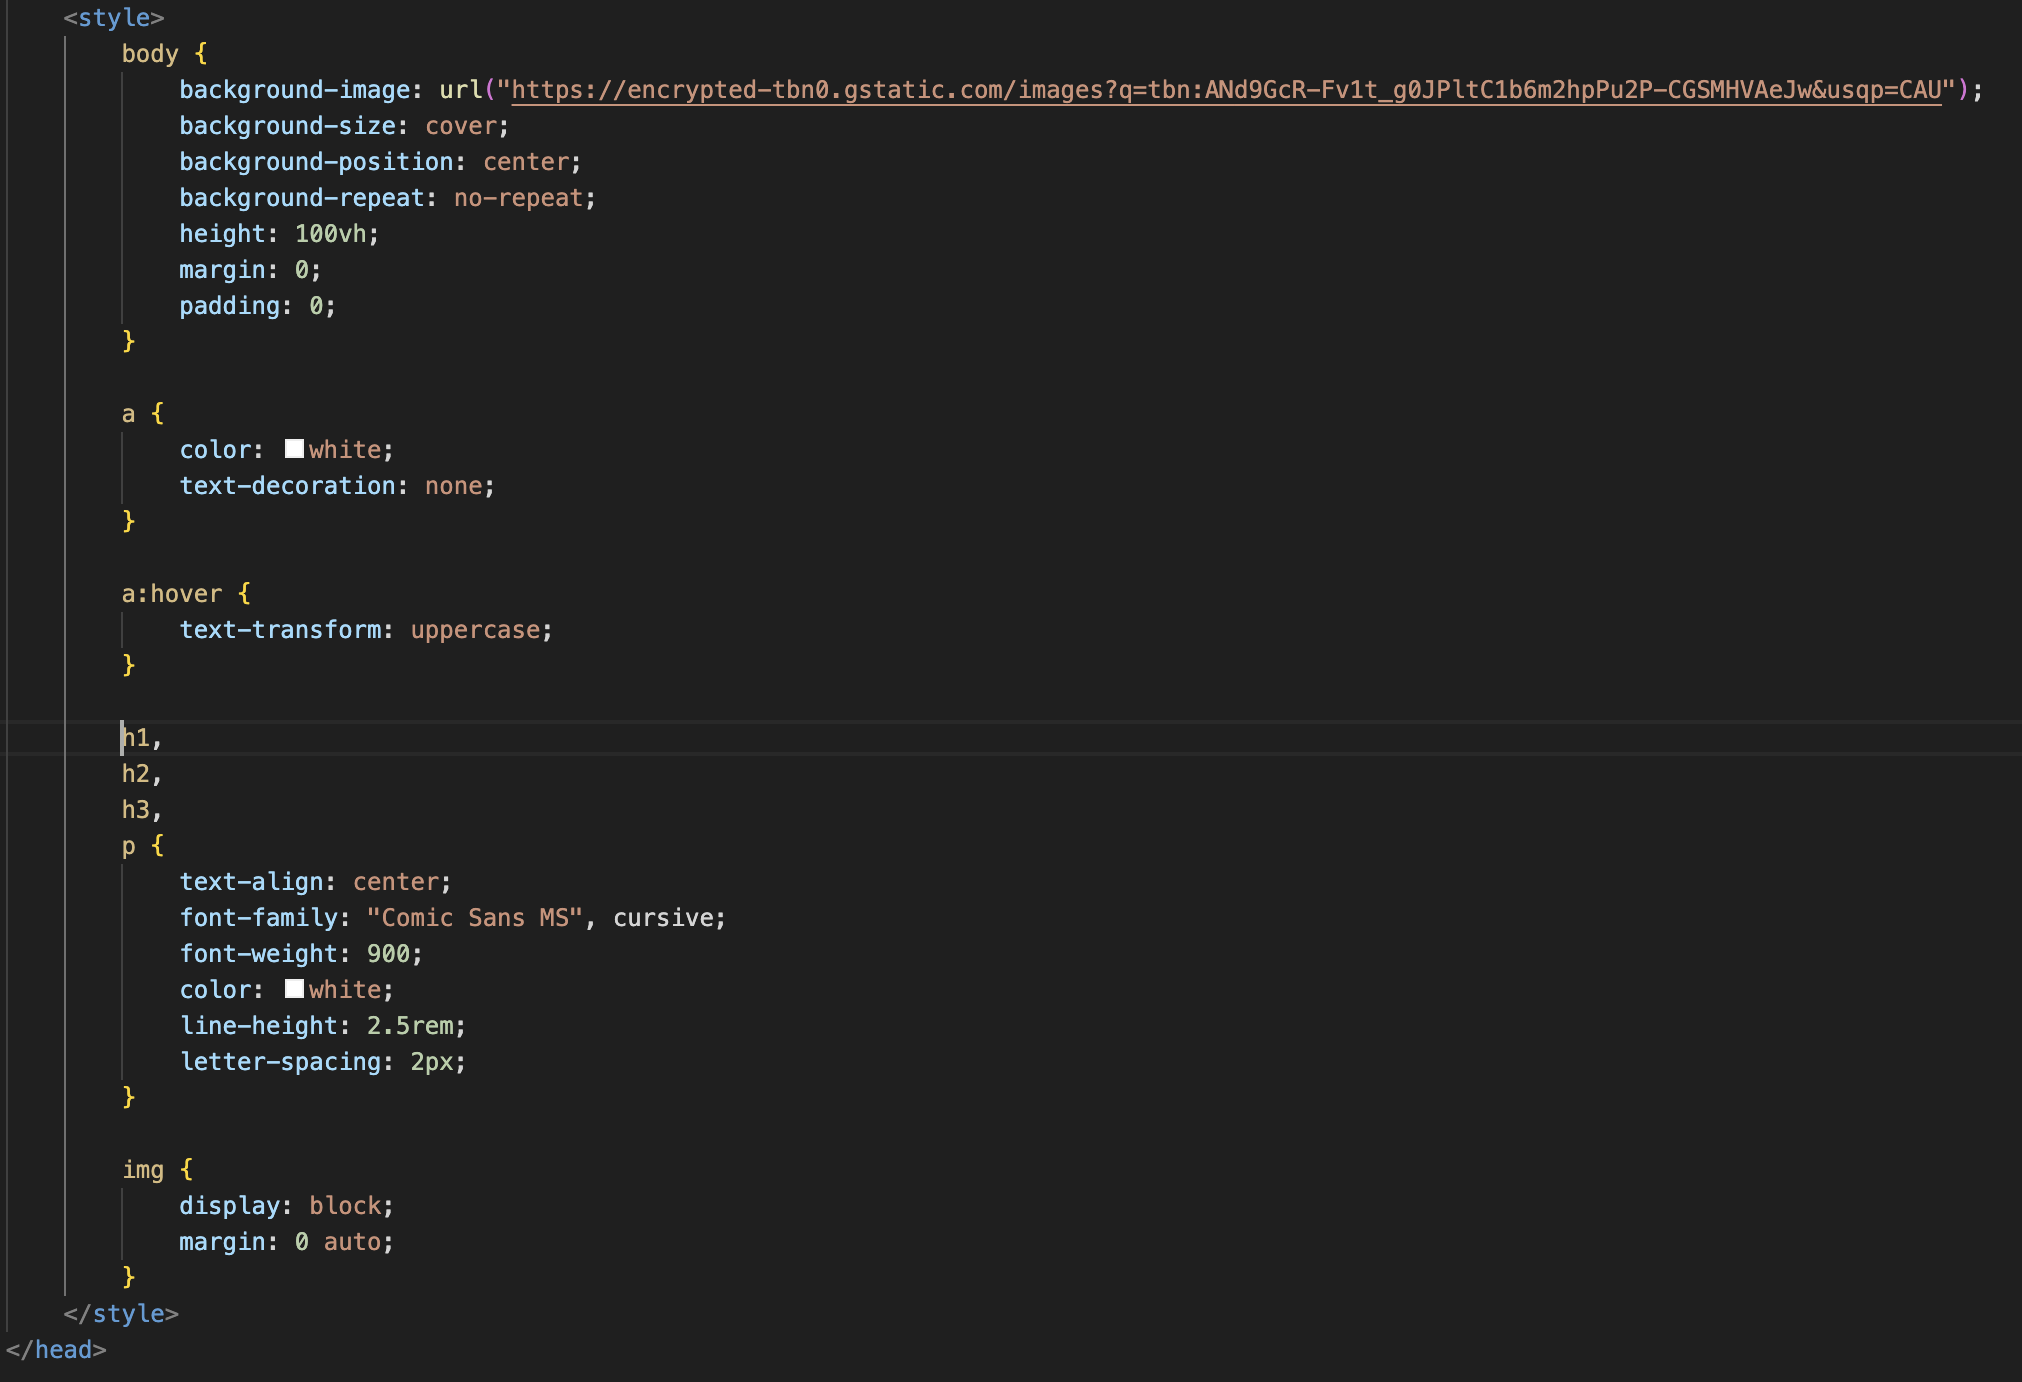 <style>
body {
background-image: url("https://encrypted-tbn0.gstatic.com/images?q=tbn:ANd9GcR-Fv1t_g0JPltC1b6m2hpPu2P-CGSMHVAeJw&usqp=CAU");
background-size: cover;
background-position: center;
background-repeat: no-repeat;
height: 100vh;
margin: 0;
padding: 0;
}
a {
color: white;
text-decoration: none;
}
a:hover {
text-transform: uppercase;
}
h1,
h2,
h3,
p {
text-align: center;
font-family: "Comic Sans MS", cursive;
font-weight: 900;
color: white;
line-height: 2.5rem;
letter-spacing: 2px;
}
img {
display: block;
margin: 0 auto;
}
</style>
</head>